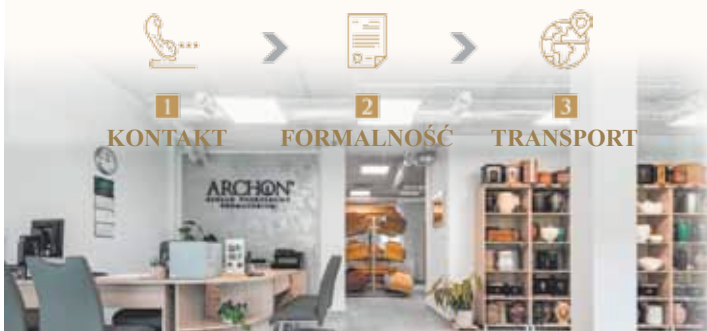 1
2
3
KONTAKT
FORMALNOŚĆ
TRANSPORT
ARCHON